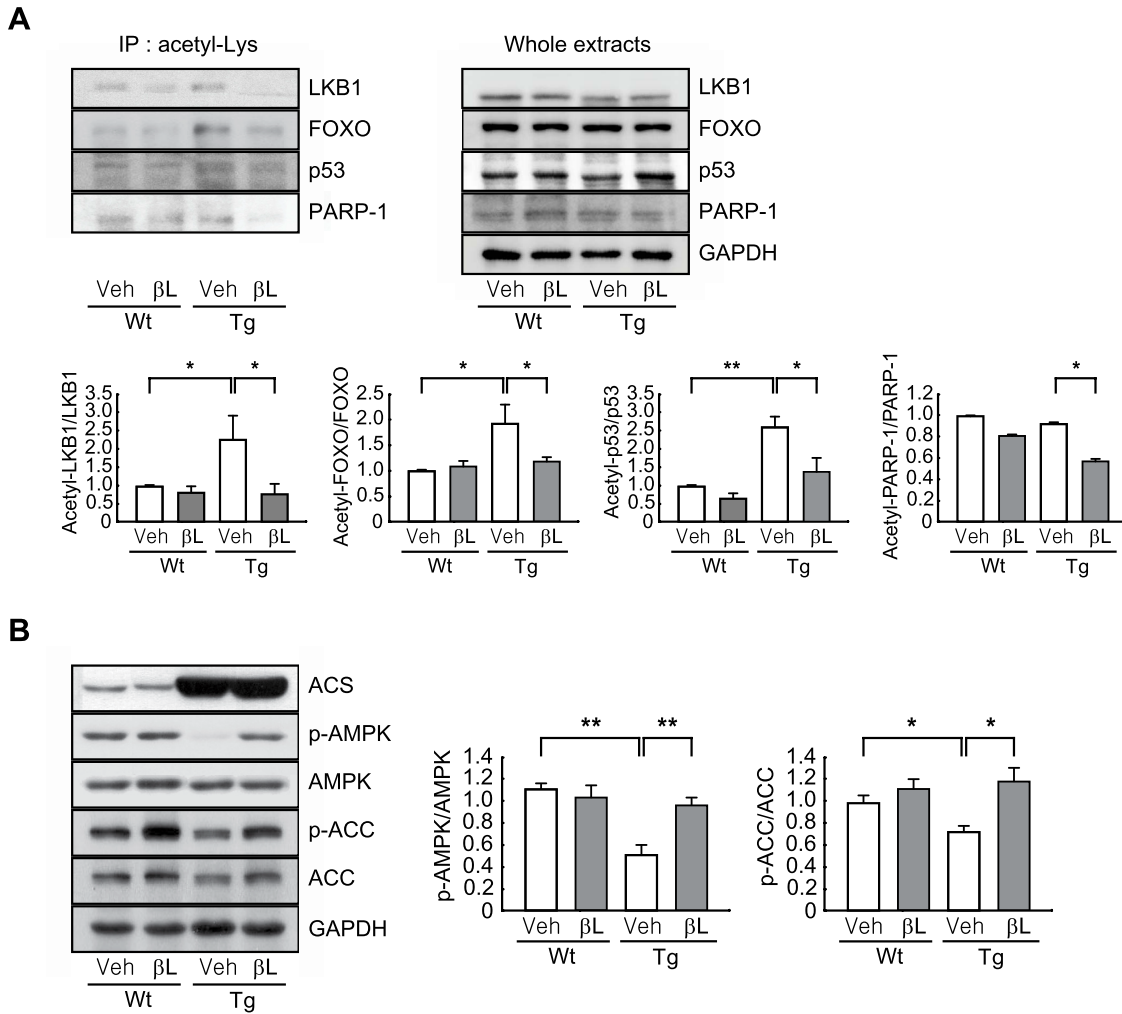 A
IP : acetyl-Lys
LKB1
FOXO
p53
PARP-1
Veh βL Veh βL
Wt Tg
Whole extracts
LKB1
FOXO
p53
PARP-1
GAPDH
Veh βL Veh βL
Wt Tg
Acetyl-LKB1/LKB1
3.5
3.0
2.5
2.0
1.5
1.0
0.5
0
* *
Veh βL Veh βL
Wt Tg
Acetyl-FOXO/FOXO
2.5
2.0
1.5
1.0
0.5
0
* *
Veh βL Veh βL
Wt Tg
Acetyl-p53/p53
3.5
3.0
2.5
2.0
1.5
1.0
0.5
0
** *
Veh βL Veh βL
Wt Tg
Acetyl-PARP-1/PARP-1
1.2
1.0
0.8
0.6
0.4
0.2
0
*
Veh βL Veh βL
Wt Tg
B
ACS
p-AMPK
AMPK
p-ACC
ACC
GAPDH
Veh βL Veh βL
Wt Tg
p-AMPK/AMPK
1.4
1.2
1.0
0.8
0.6
0.4
0.2
0
** **
Veh βL Veh βL
Wt Tg
p-ACC/ACC
1.4
1.2
1.0
0.8
0.6
0.4
0.2
0
* *
Veh βL Veh βL
Wt Tg